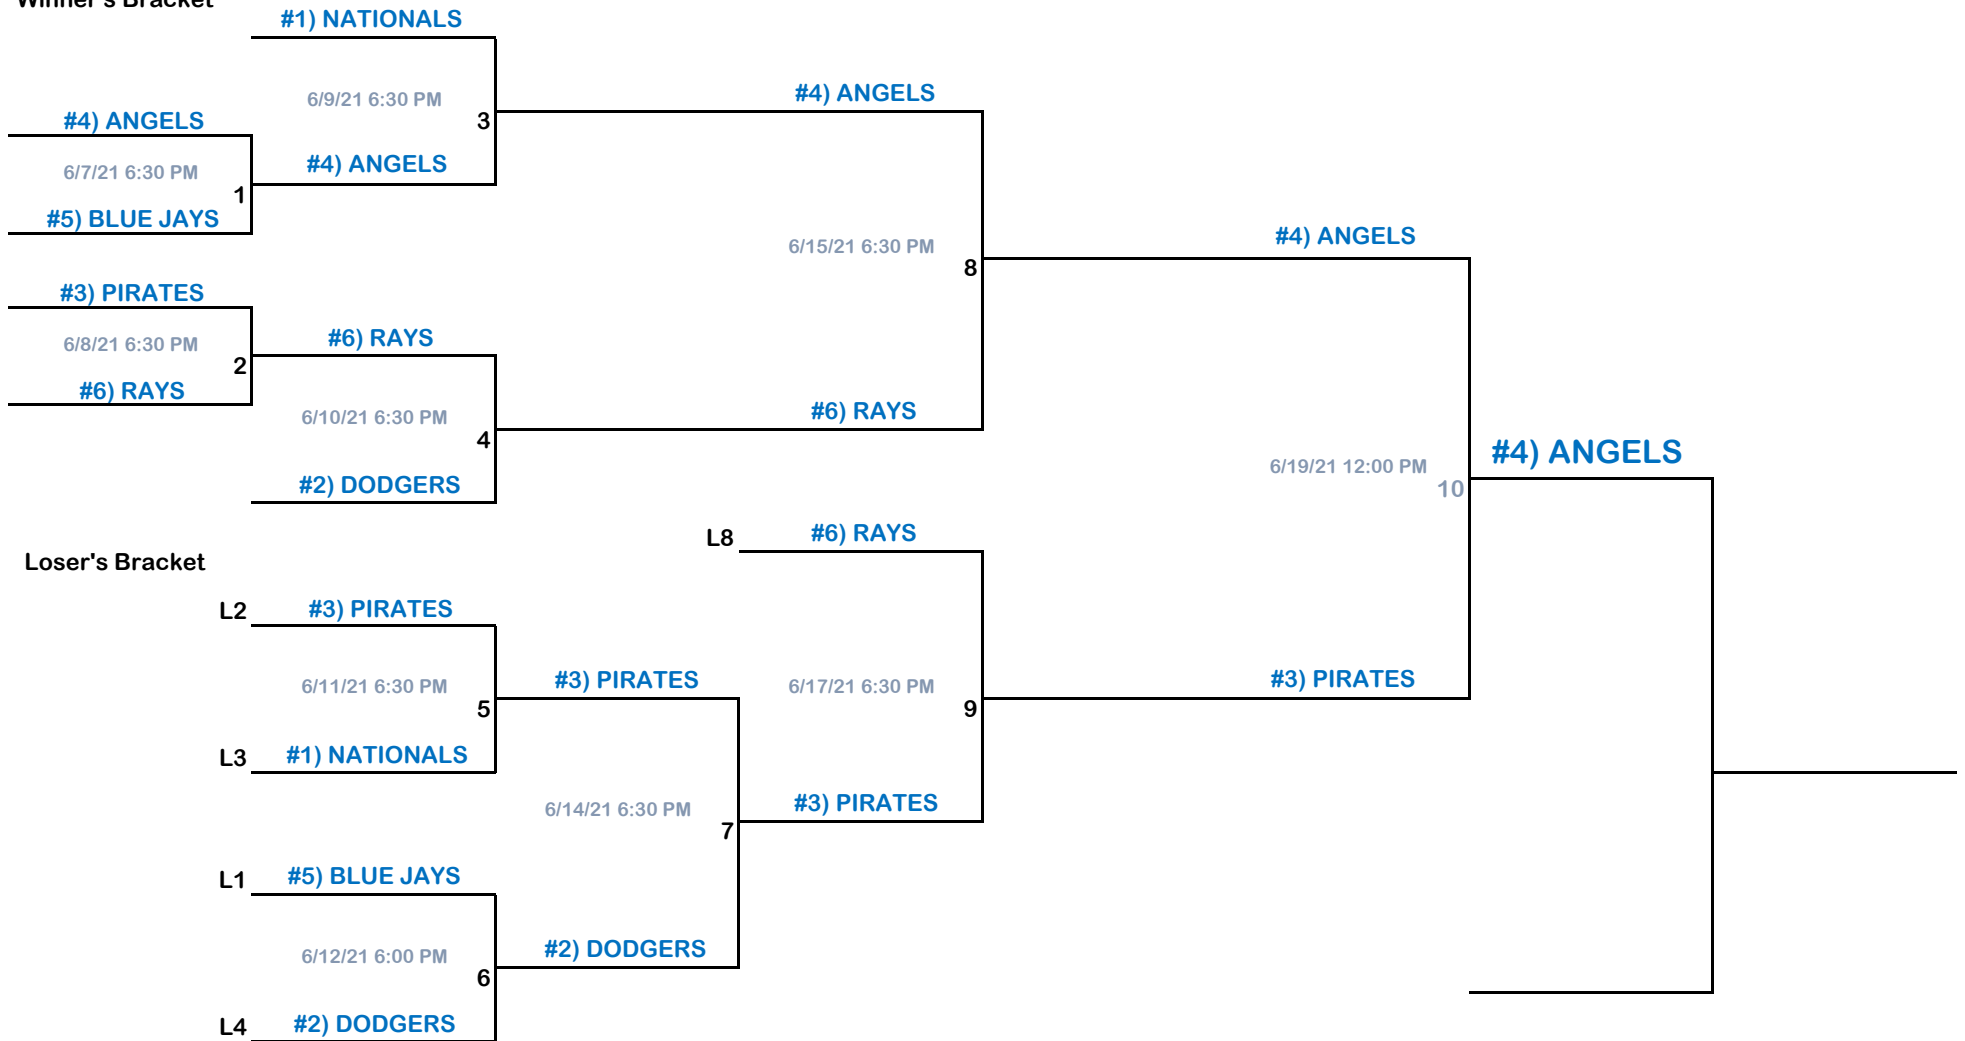 Winner's Bracket
#1) NATIONALS
6/9/21 6:30 PM
3
#4) ANGELS
#4) ANGELS
6/7/21 6:30 PM
1
#4) ANGELS
#5) BLUE JAYS
6/15/21 6:30 PM
8
#4) ANGELS
#3) PIRATES
6/8/21 6:30 PM
2
#6) RAYS
#6) RAYS
6/10/21 6:30 PM
4
#6) RAYS
#2) DODGERS
6/19/21 12:00 PM
10
#4) ANGELS
L8
#6) RAYS
Loser's Bracket
L2
#3) PIRATES
6/11/21 6:30 PM
5
#3) PIRATES
6/17/21 6:30 PM
9
#3) PIRATES
L3
#1) NATIONALS
6/14/21 6:30 PM
7
#3) PIRATES
L1
#5) BLUE JAYS
6/12/21 6:00 PM
6
#2) DODGERS
L4
#2) DODGERS